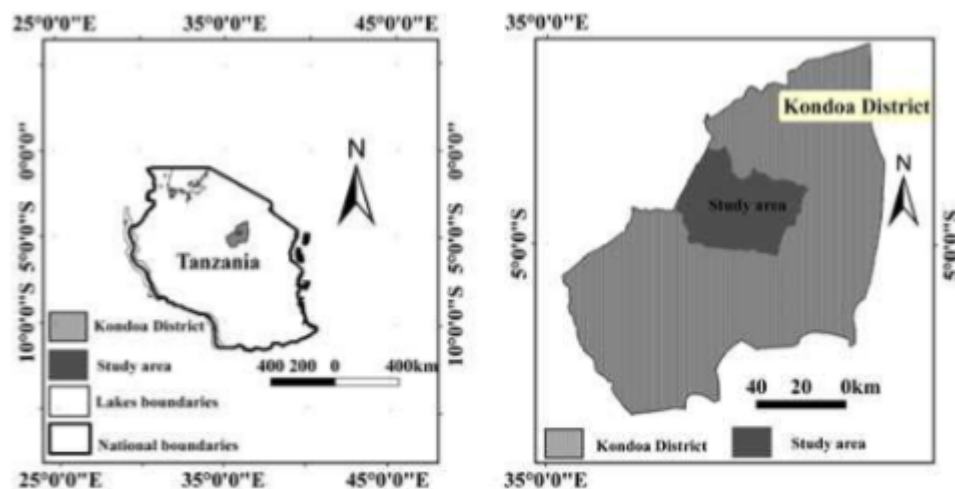 25°0'0"E 35°0'0"E 45°0'0"E
0°0'0" 0°0'0"
N
5°0'0"S 5°0'0"S
Tanzania
10°0'0"S 10°0'0"S
Kondoa District
Study area
Lakes boundaries
National boundaries
400 200 0 400km
25°0'0"E 35°0'0"E 45°0'0"E
35°0'0"E
Kondoa District
N
Study area
5°0'0"S 5°0'0"S
40 20 0km
Kondoa District Study area
35°0'0"E